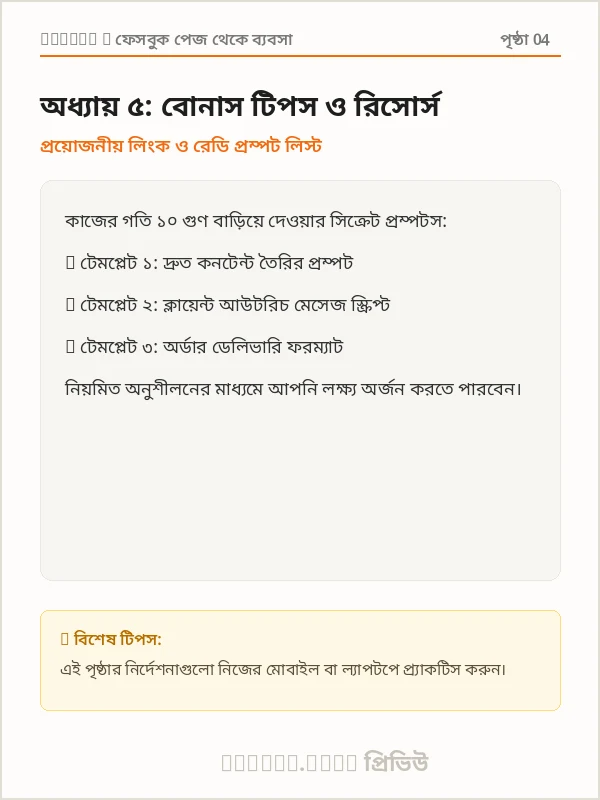 ফেসবুক পেজ থেকে ব্যবসা
পৃষ্ঠা 04
অধ্যায় ৫: বোনাস টিপস ও রিসোর্স
প্রয়োজনীয় লিংক ও রেডি প্রম্পট লিস্ট
কাজের গতি ১০ গুণ বাড়িয়ে দেওয়ার সিক্রেট প্রম্পটস:
টেমপ্লেট ১: দ্রুত কনটেন্ট তৈরির প্রম্পট
টেমপ্লেট ২: ক্লায়েন্ট আউটরিচ মেসেজ স্ক্রিপ্ট
টেমপ্লেট ৩: অর্ডার ডেলিভারি ফরম্যাট
নিয়মিত অনুশীলনের মাধ্যমে আপনি লক্ষ্য অর্জন করতে পারবেন।
বিশেষ টিপস:
এই পৃষ্ঠার নির্দেশনাগুলো নিজের মোবাইল বা ল্যাপটপে প্র্যাকটিস করুন।
প্রিভিউ